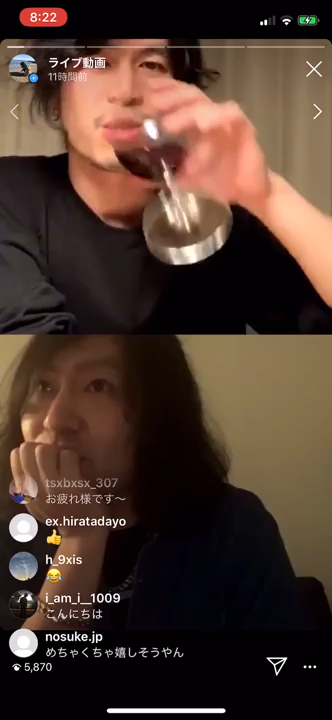 8:22
ライブ動画
11時間前
tsxbxsx_307
お疲れ様です〜
ex.hiratadayo
👍
h_9xis
😂
i_am_i__1009
こんにちは
nosuke.jp
めちゃくちゃ嬉しそうやん
5,870